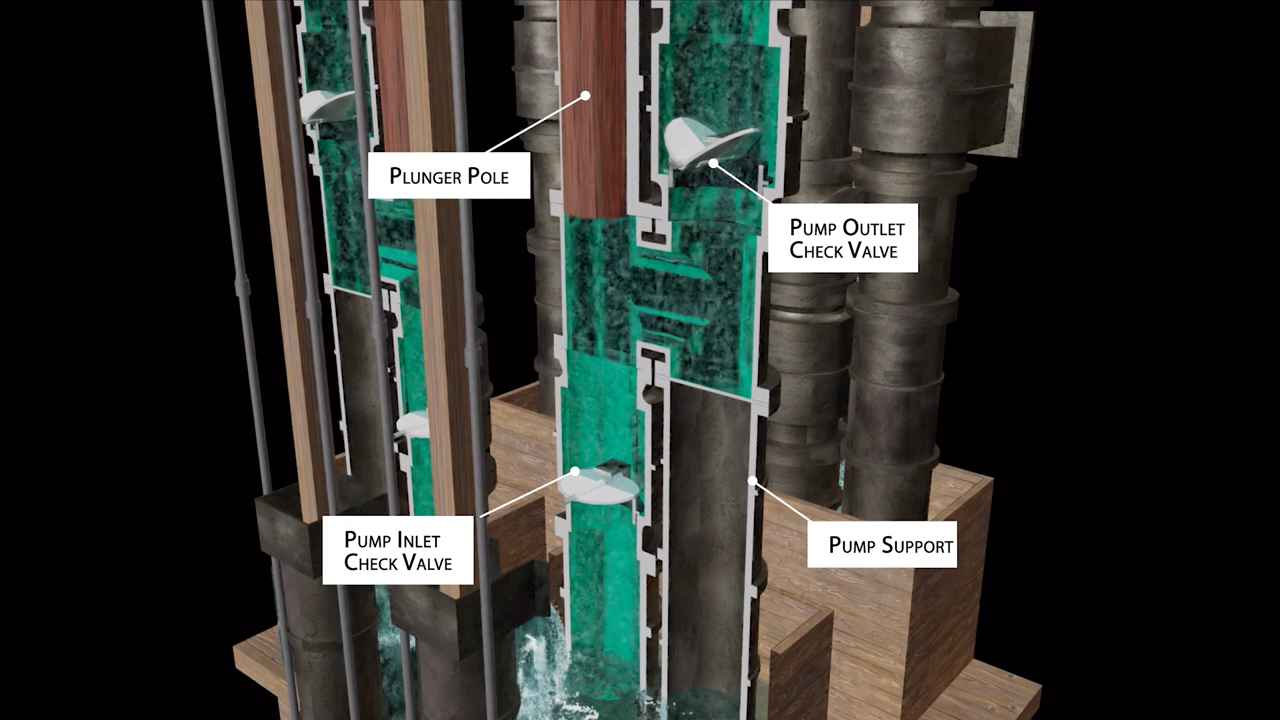 Plunger Pole
Pump Outlet
Check Valve
Pump Inlet
Check Valve
Pump Support